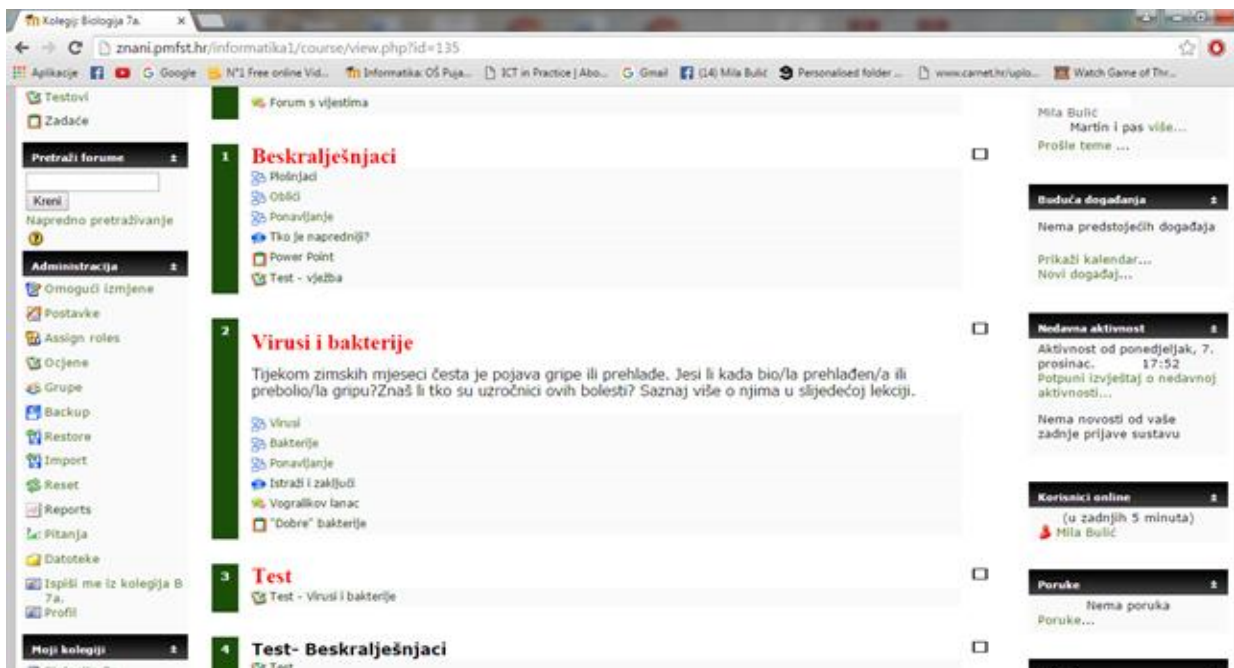 Kolegij: Biologija 7a.
znani.pmfst.hr/informatika1/course/view.php?id=135
Aplikacije
Google
N°1 Free online Vid...
Informatika: OŠ Puja...
ICT in Practice | Abo...
Gmail
(14) Mila Bulić
Personalised folder ...
www.carnet.hr/uplo...
Watch Game of Thr...
Testovi
Zadaće
Pretraži forume
Kreni
Napredno pretraživanje
Administracija
Omogući izmjene
Postavke
Assign roles
Ocjene
Grupe
Backup
Restore
Import
Reset
Reports
Pitanja
Datoteke
Ispiši me iz kolegija B
7a.
Profil
Moji kolegiji
Forum s vijestima
1
Beskralješnjaci
Plošnjaci
Oblići
Ponavljanje
Tko je napredniji?
Power Point
Test - vježba
2
Virusi i bakterije
Tijekom zimskih mjeseci česta je pojava gripe ili prehlade. Jesi li kada bio/la prehlađen/a ili
prebolio/la gripu?Znaš li tko su uzročnici ovih bolesti? Saznaj više o njima u slijedećoj lekciji.
Virusi
Bakterije
Ponavljanje
Istraži i zaključi
Vogralikov lanac
"Dobre" bakterije
3
Test
Test - Virusi i bakterije
4
Test- Beskralješnjaci
Test
Mila Bulić
Martin i pas više...
Prošle teme ...
Buduća događanja
Nema predstojećih događaja
Prikaži kalendar...
Novi događaj...
Nedavna aktivnost
Aktivnost od ponedjeljak, 7.
prosinac. 17:52
Potpuni izvještaj o nedavnoj
aktivnosti...
Nema novosti od vaše
zadnje prijave sustavu
Korisnici online
(u zadnjih 5 minuta)
Mila Bulić
Poruke
Nema poruka
Poruke...